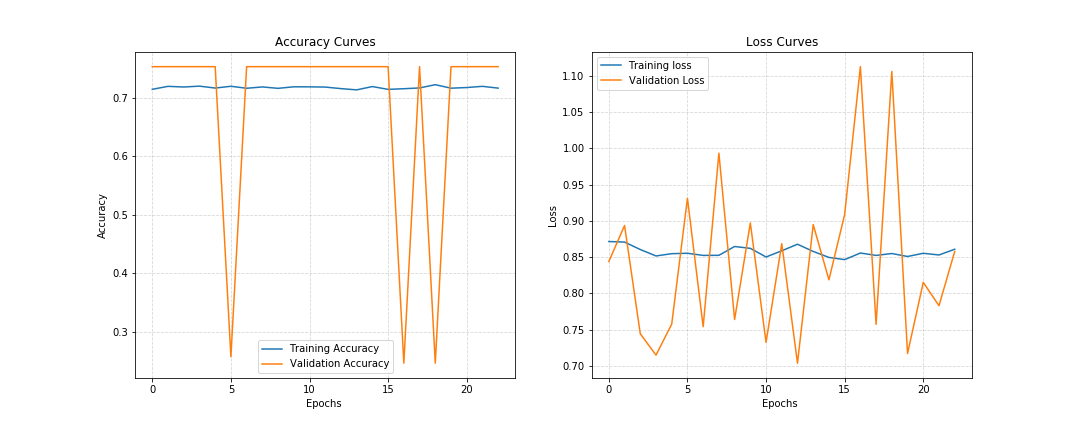 Accuracy Curves
0.7
0.6
0.5
0.4
0.3
Accuracy
Training Accuracy
Validation Accuracy
0 5 10 15 20
Epochs
Loss Curves
Training loss
Validation Loss
1.10
1.05
1.00
0.95
0.90
0.85
0.80
0.75
0.70
Loss
0 5 10 15 20
Epochs